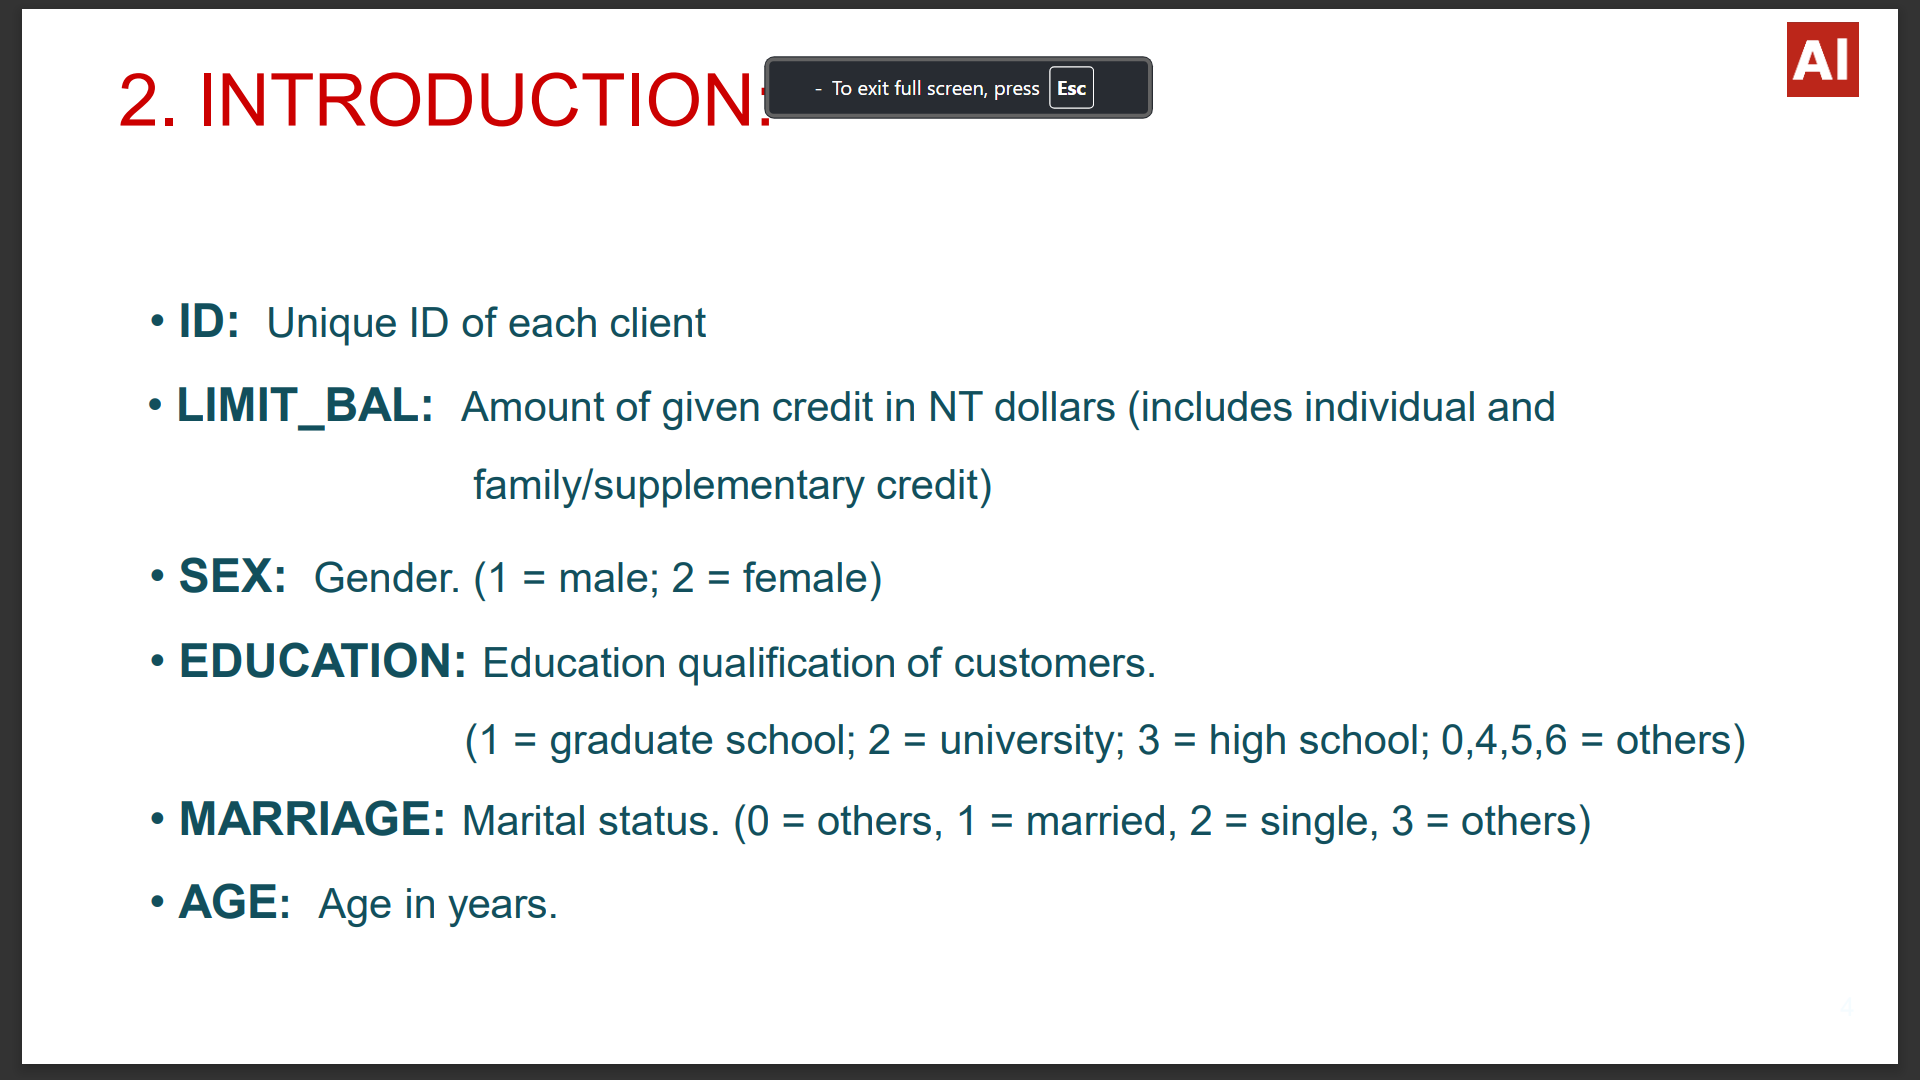 2. INTRODUCTION:
- To exit full screen, press Esc
AI
• ID: Unique ID of each client
• LIMIT_BAL: Amount of given credit in NT dollars (includes individual and
family/supplementary credit)
• SEX: Gender. (1 = male; 2 = female)
• EDUCATION: Education qualification of customers.
(1 = graduate school; 2 = university; 3 = high school; 0,4,5,6 = others)
• MARRIAGE: Marital status. (0 = others, 1 = married, 2 = single, 3 = others)
• AGE: Age in years.
4